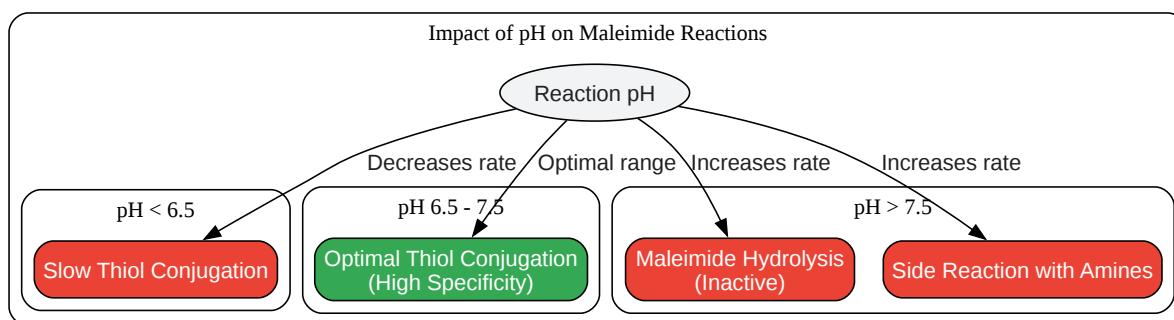 Impact of pH on Maleimide Reactions
Reaction pH
Decreases rate
Optimal range
Increases rate
Increases rate
pH < 6.5
pH 6.5 - 7.5
pH > 7.5
Slow Thiol Conjugation
Optimal Thiol Conjugation
(High Specificity)
Maleimide Hydrolysis
(Inactive)
Side Reaction with Amines